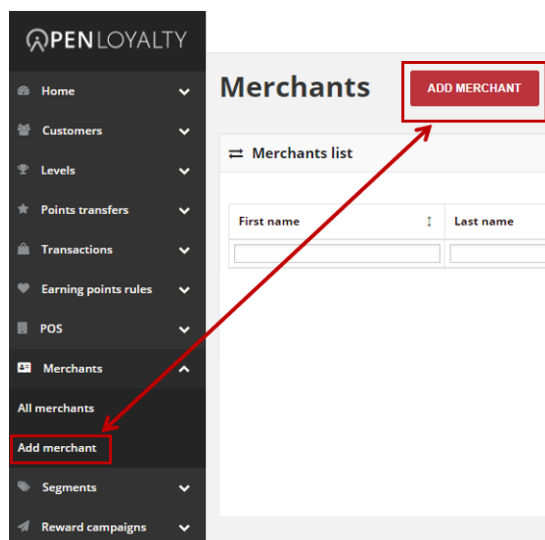 OPENLOYALTY
Home
Customers
Levels
Points transfers
Transactions
Earning points rules
POS
Merchants
All merchants
Add merchant
Segments
Reward campaigns
Merchants
ADD MERCHANT
Merchants list
First name
Last name